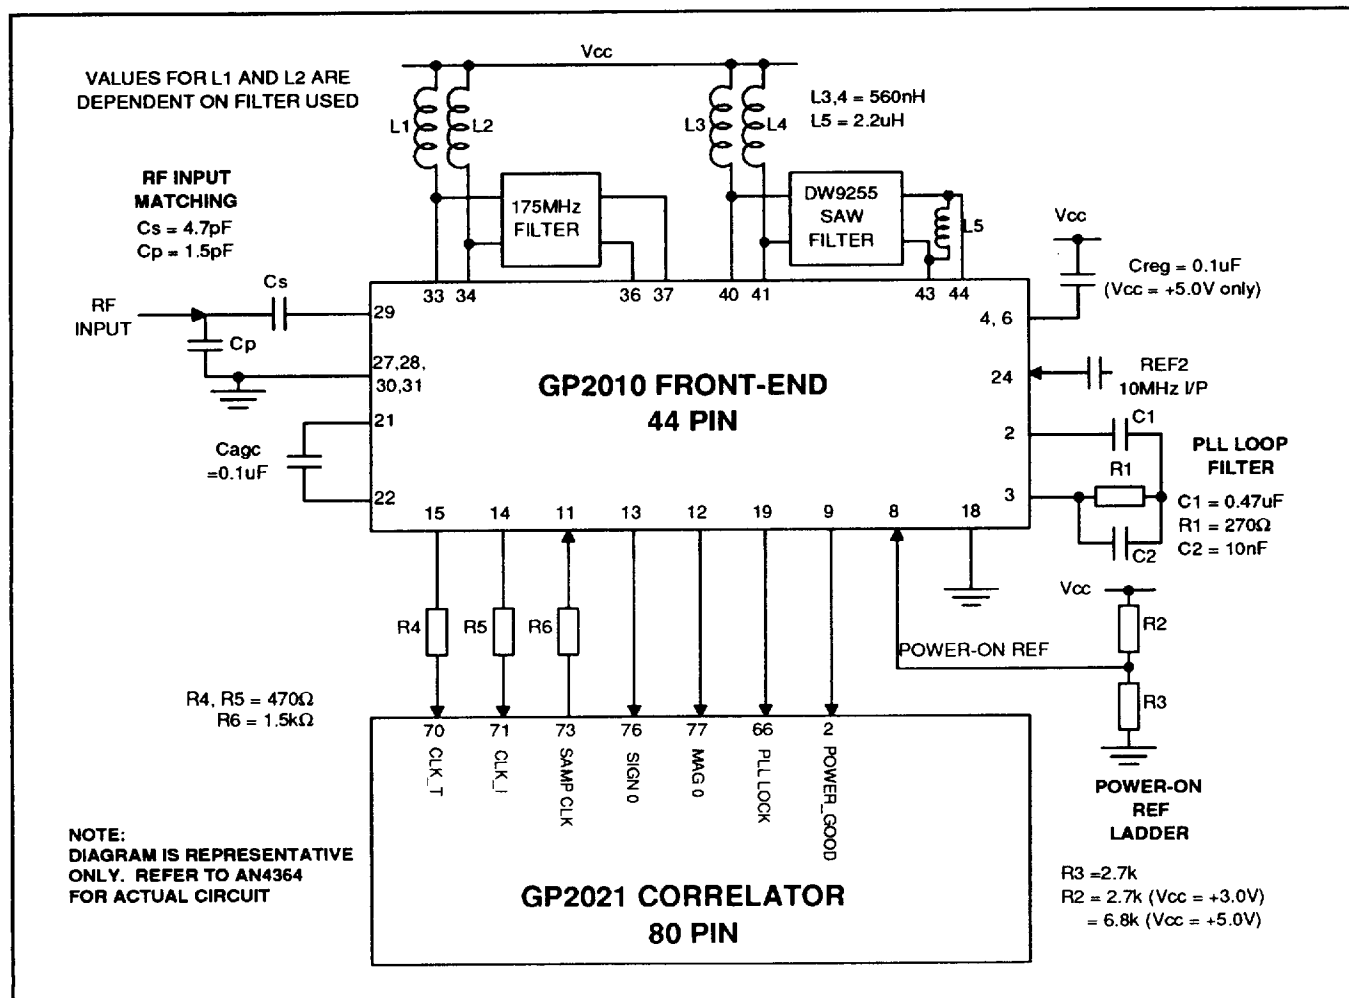 Vcc
VALUES FOR L1 AND L2 ARE
DEPENDENT ON FILTER USED
L1
L2
L3
L4
L3,4 = 560nH
L5 = 2.2uH
RF INPUT
MATCHING
Cs = 4.7pF
Cp = 1.5pF
175MHz
FILTER
DW9255
SAW
FILTER
L5
Vcc
Creg = 0.1uF
(Vcc = +5.0V only)
RF
INPUT
Cs
Cp
33
34
36
37
40
41
43
44
29
27,28,
30,31
21
22
Cagc
=0.1uF
4, 6
24
2
3
REF2
10MHz I/P
GP2010 FRONT-END
44 PIN
C1
R1
C2
PLL LOOP
FILTER
C1 = 0.47uF
R1 = 270Ω
C2 = 10nF
15
14
11
13
12
19
9
8
18
R4
R5
R6
POWER-ON REF
Vcc
R2
R3
R4, R5 = 470Ω
R6 = 1.5kΩ
70
71
73
76
77
66
2
CLK_T
CLK_I
SAMP CLK
SIGN 0
MAG 0
PLL LOCK
POWER_GOOD
POWER-ON
REF
LADDER
R3 =2.7k
R2 = 2.7k (Vcc = +3.0V)
= 6.8k (Vcc = +5.0V)
NOTE:
DIAGRAM IS REPRESENTATIVE
ONLY. REFER TO AN4364
FOR ACTUAL CIRCUIT
GP2021 CORRELATOR
80 PIN